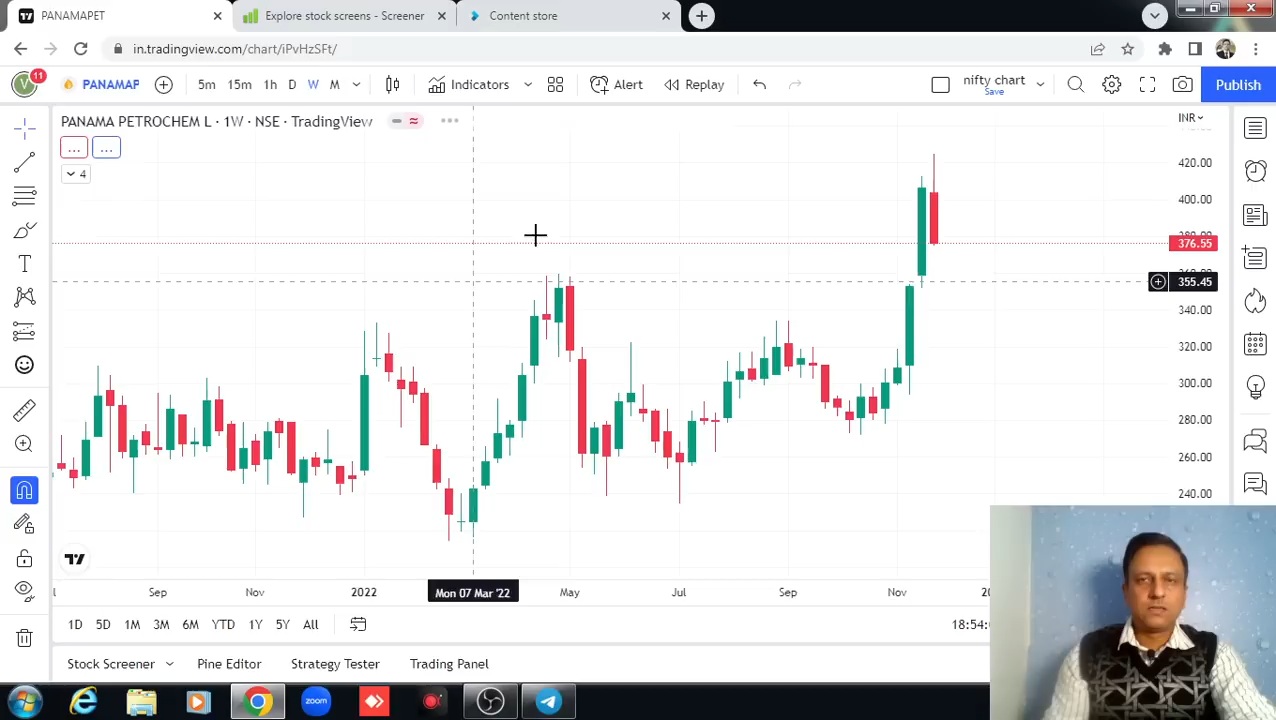 PANAMAPET
Explore stock screens - Screener
Content store
in.tradingview.com/chart/iPvHzSFt/
V
11
PANAMAP
5m 15m 1h D W M
Indicators
Alert
Replay
nifty chart
Save
Publish
PANAMA PETROCHEM L · 1W · NSE · TradingView
INR
4
420.00
400.00
376.55
355.45
340.00
320.00
300.00
280.00
260.00
240.00
Sep Nov 2022 Mon 07 Mar '22 May Jul Sep Nov
1D 5D 1M 3M 6M YTD 1Y 5Y All
18:54:
Stock Screener Pine Editor Strategy Tester Trading Panel
zoom